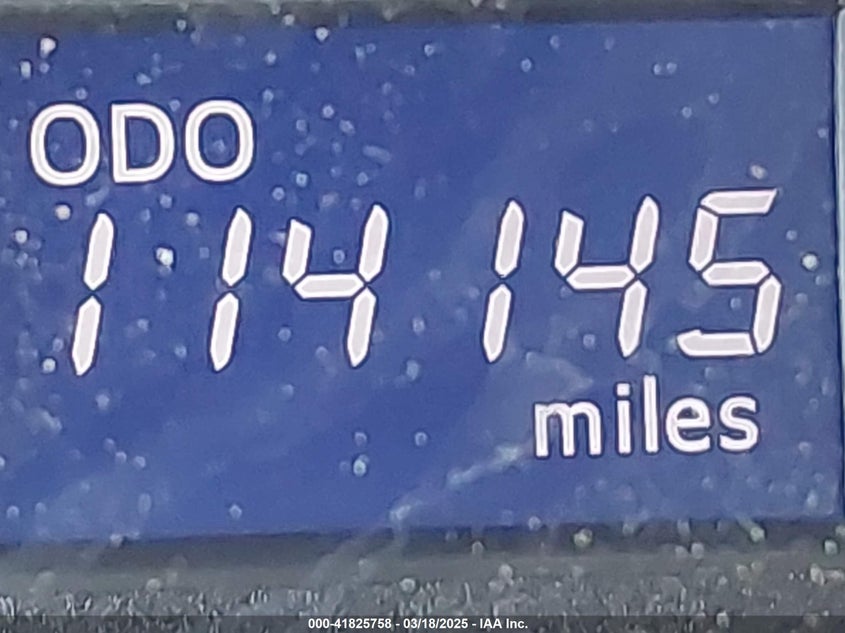 ODO
114145
miles
000-41825758 - 03/18/2025 - IAA Inc.